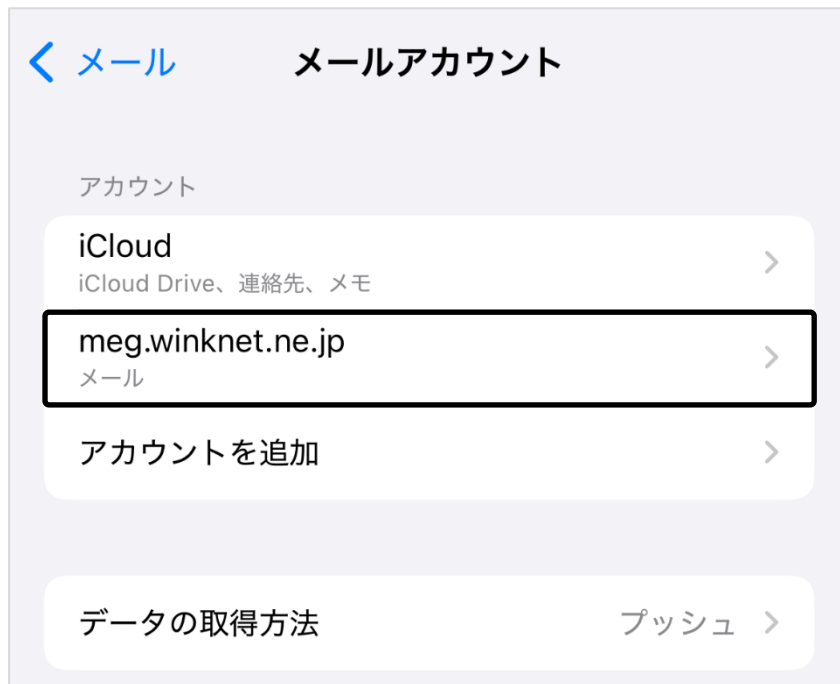 メール
メールアカウント
アカウント
iCloud
iCloud Drive、連絡先、メモ
meg.winknet.ne.jp
メール
アカウントを追加
データの取得方法 プッシュ